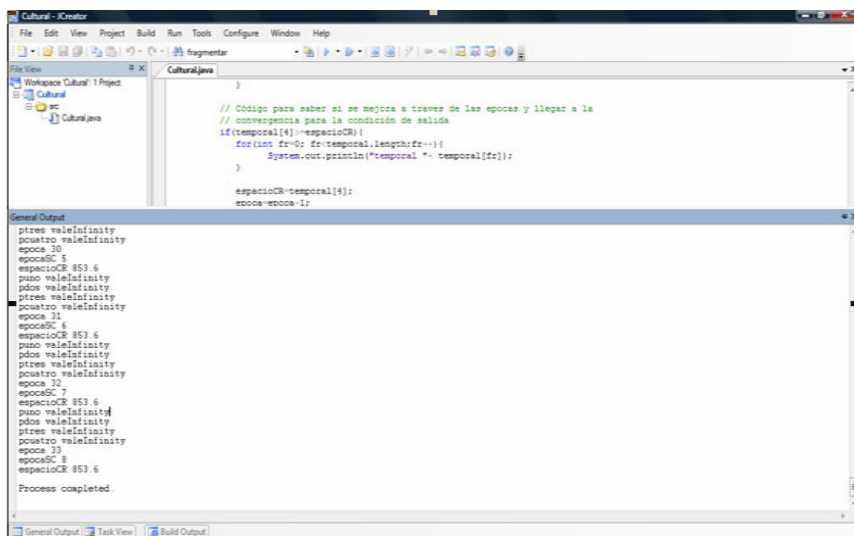 Cultural - JCreator
File Edit View Project Build Run Tools Configure Window Help
fragmentar
File View
Cultural.java
Workspace 'Cultural': 1 Project
Cultural
src
Cultural.java
}
// Código para saber si se mejora a traves de las epocas y llegar a la
// convergencia para la condición de salida
if(temporal[4]>=espacioCR){
for(int fr=0; fr<temporal.length;fr++){
System.out.println("temporal "+ temporal[fr]);
}
espacioCR=temporal[4];
epoca=epoca-1;
General Output
ptres valeInfinity
pcuatro valeInfinity
epoca 30
epocaSC 5
espacioCR 853.6
puno valeInfinity
pdos valeInfinity
ptres valeInfinity
pcuatro valeInfinity
epoca 31
epocaSC 6
espacioCR 853.6
puno valeInfinity
pdos valeInfinity
ptres valeInfinity
pcuatro valeInfinity
epoca 32
epocaSC 7
espacioCR 853.6
puno valeInfinity
pdos valeInfinity
ptres valeInfinity
pcuatro valeInfinity
epoca 33
epocaSC 8
espacioCR 853.6
Process completed.
General Output Task View Build Output